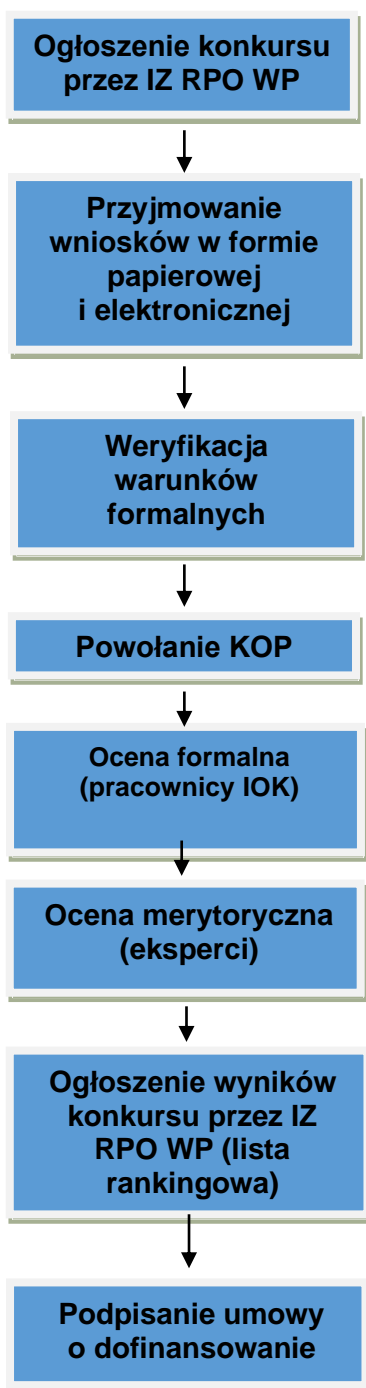 Ogłoszenie konkursu
przez IZ RPO WP
Przyjmowanie
wniosków w formie
papierowej
i elektronicznej
Weryfikacja
warunków
formalnych
Powołanie KOP
Ocena formalna
(pracownicy IOK)
Ocena merytoryczna
(eksperci)
Ogłoszenie wyników
konkursu przez IZ
RPO WP (lista
rankingowa)
Podpisanie umowy
o dofinansowanie